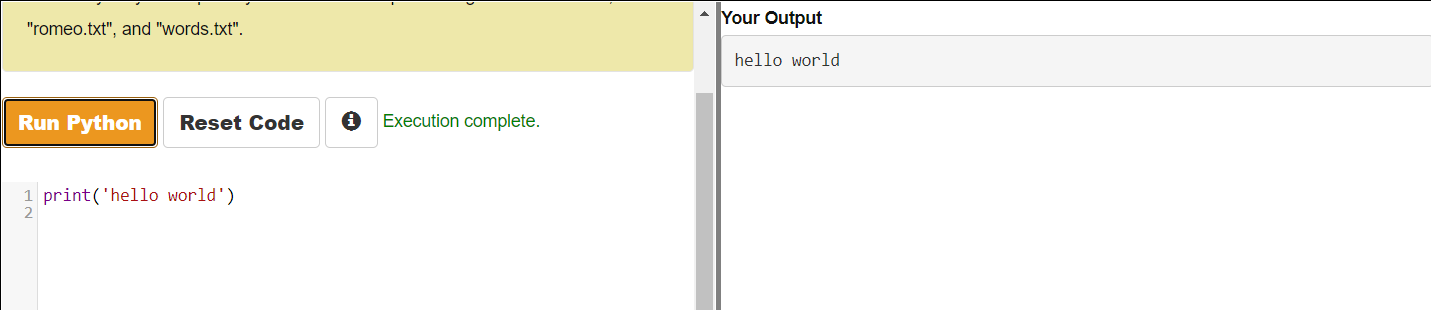 "romeo.txt", and "words.txt".
Run Python Reset Code Execution complete.
1 print('hello world')
2
Your Output
hello world